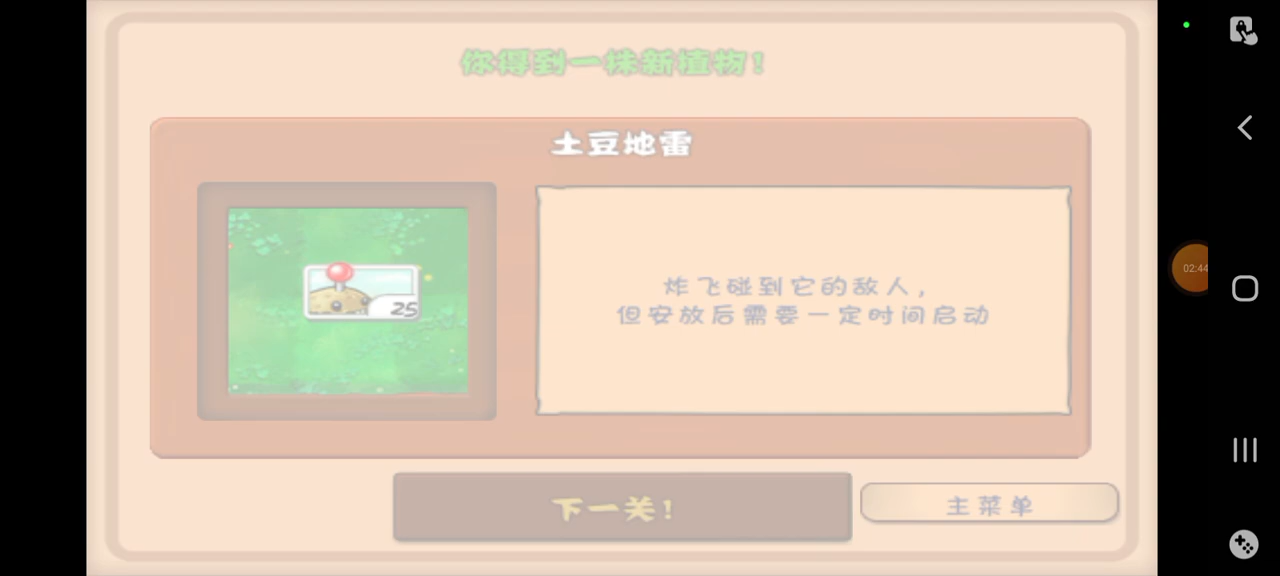 你得到一株新植物!
土豆地雷
25
炸飞碰到它的敌人,
但安放后需要一定时间启动
下一关!
主菜单
02:44